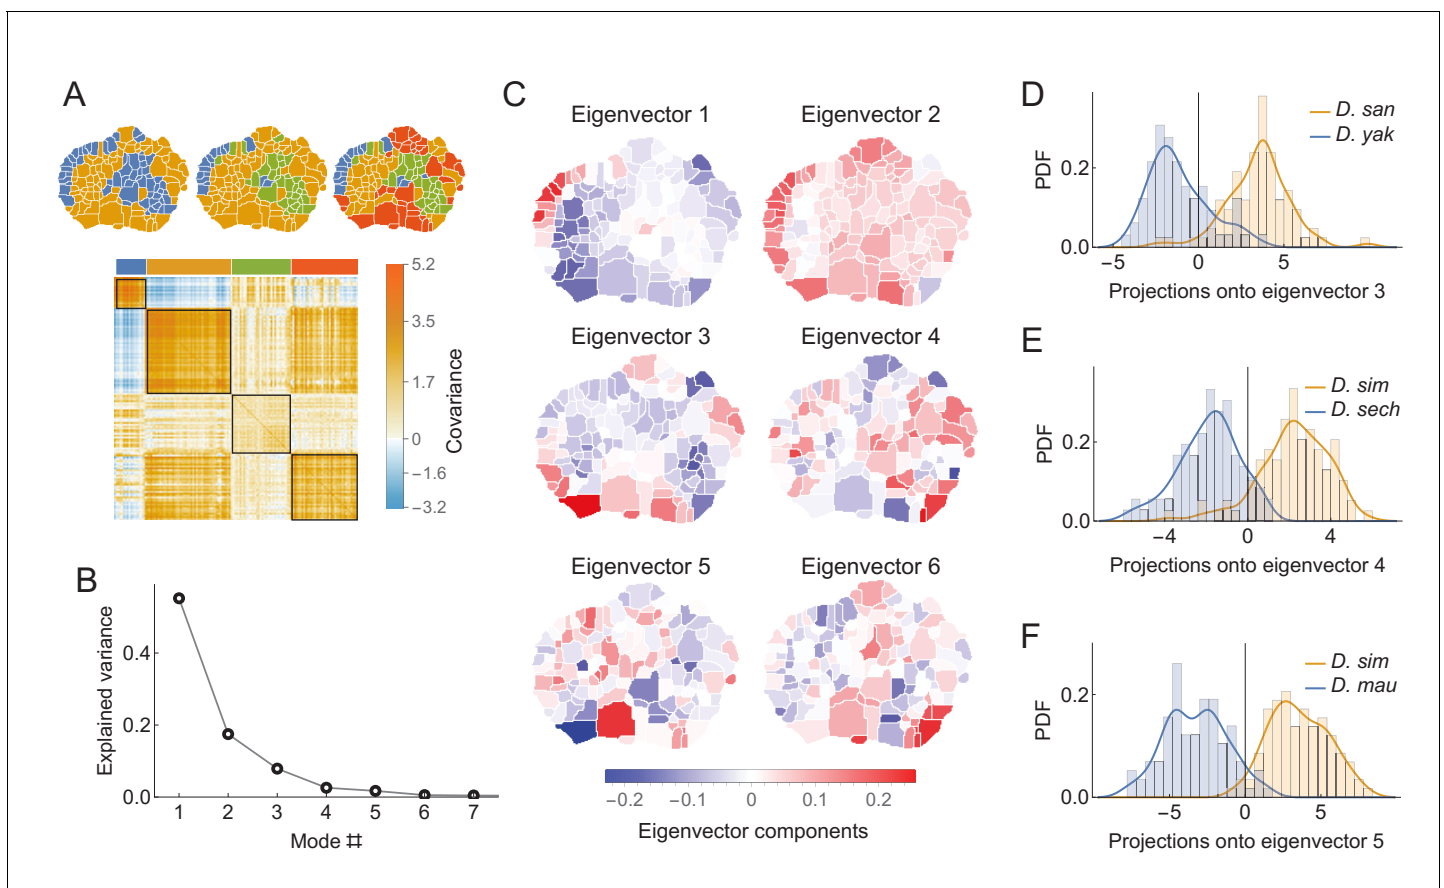 A
5.2
3.5
1.7
0
−1.6
−3.2
Covariance
B
Explained variance
0.4
0.2
0.0
1 2 3 4 5 6 7
Mode #
C
Eigenvector 1
Eigenvector 2
Eigenvector 3
Eigenvector 4
Eigenvector 5
Eigenvector 6
−0.2 −0.1 0 0.1 0.2
Eigenvector components
D
PDF
D. san
D. yak
0.2
0.0
−5 0 5
Projections onto eigenvector 3
E
PDF
D. sim
D. sech
0.2
0.0
−4 0 4
Projections onto eigenvector 4
F
PDF
D. sim
D. mau
0.2
0.0
−5 0 5
Projections onto eigenvector 5